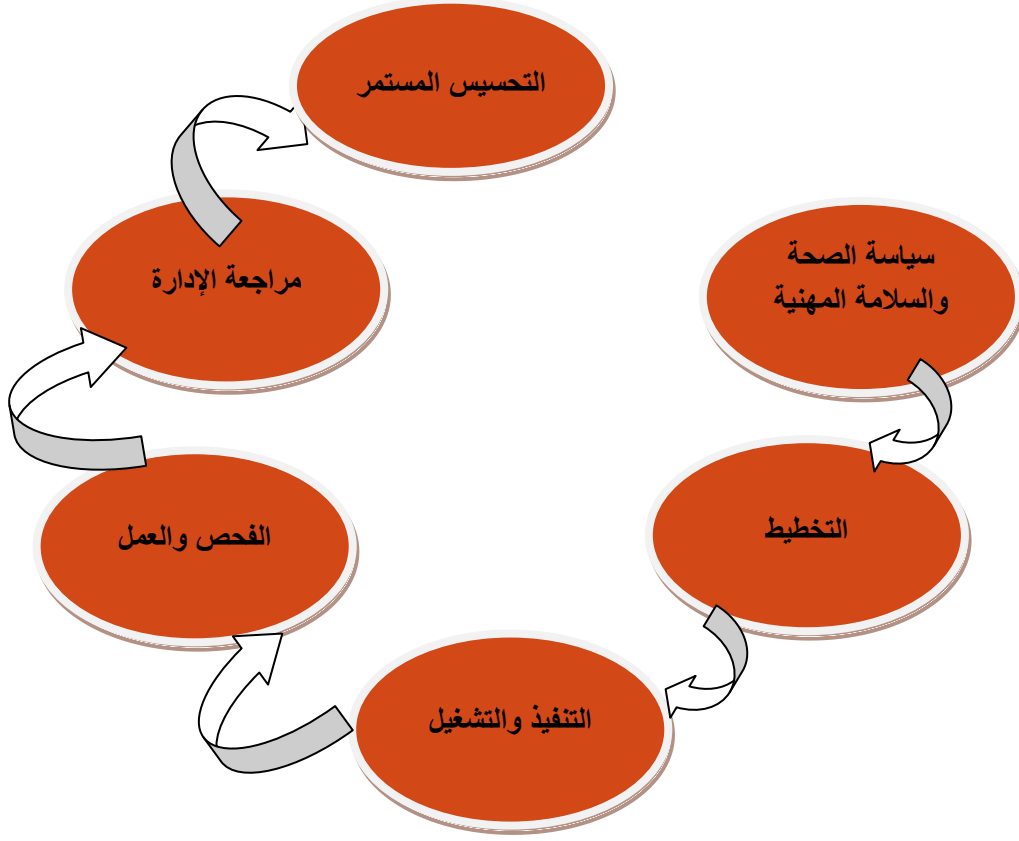 التحسيس المستمر
مراجعة الإدارة
سياسة الصحة
والسلامة المهنية
الفحص والعمل
التخطيط
التنفيذ والتشغيل